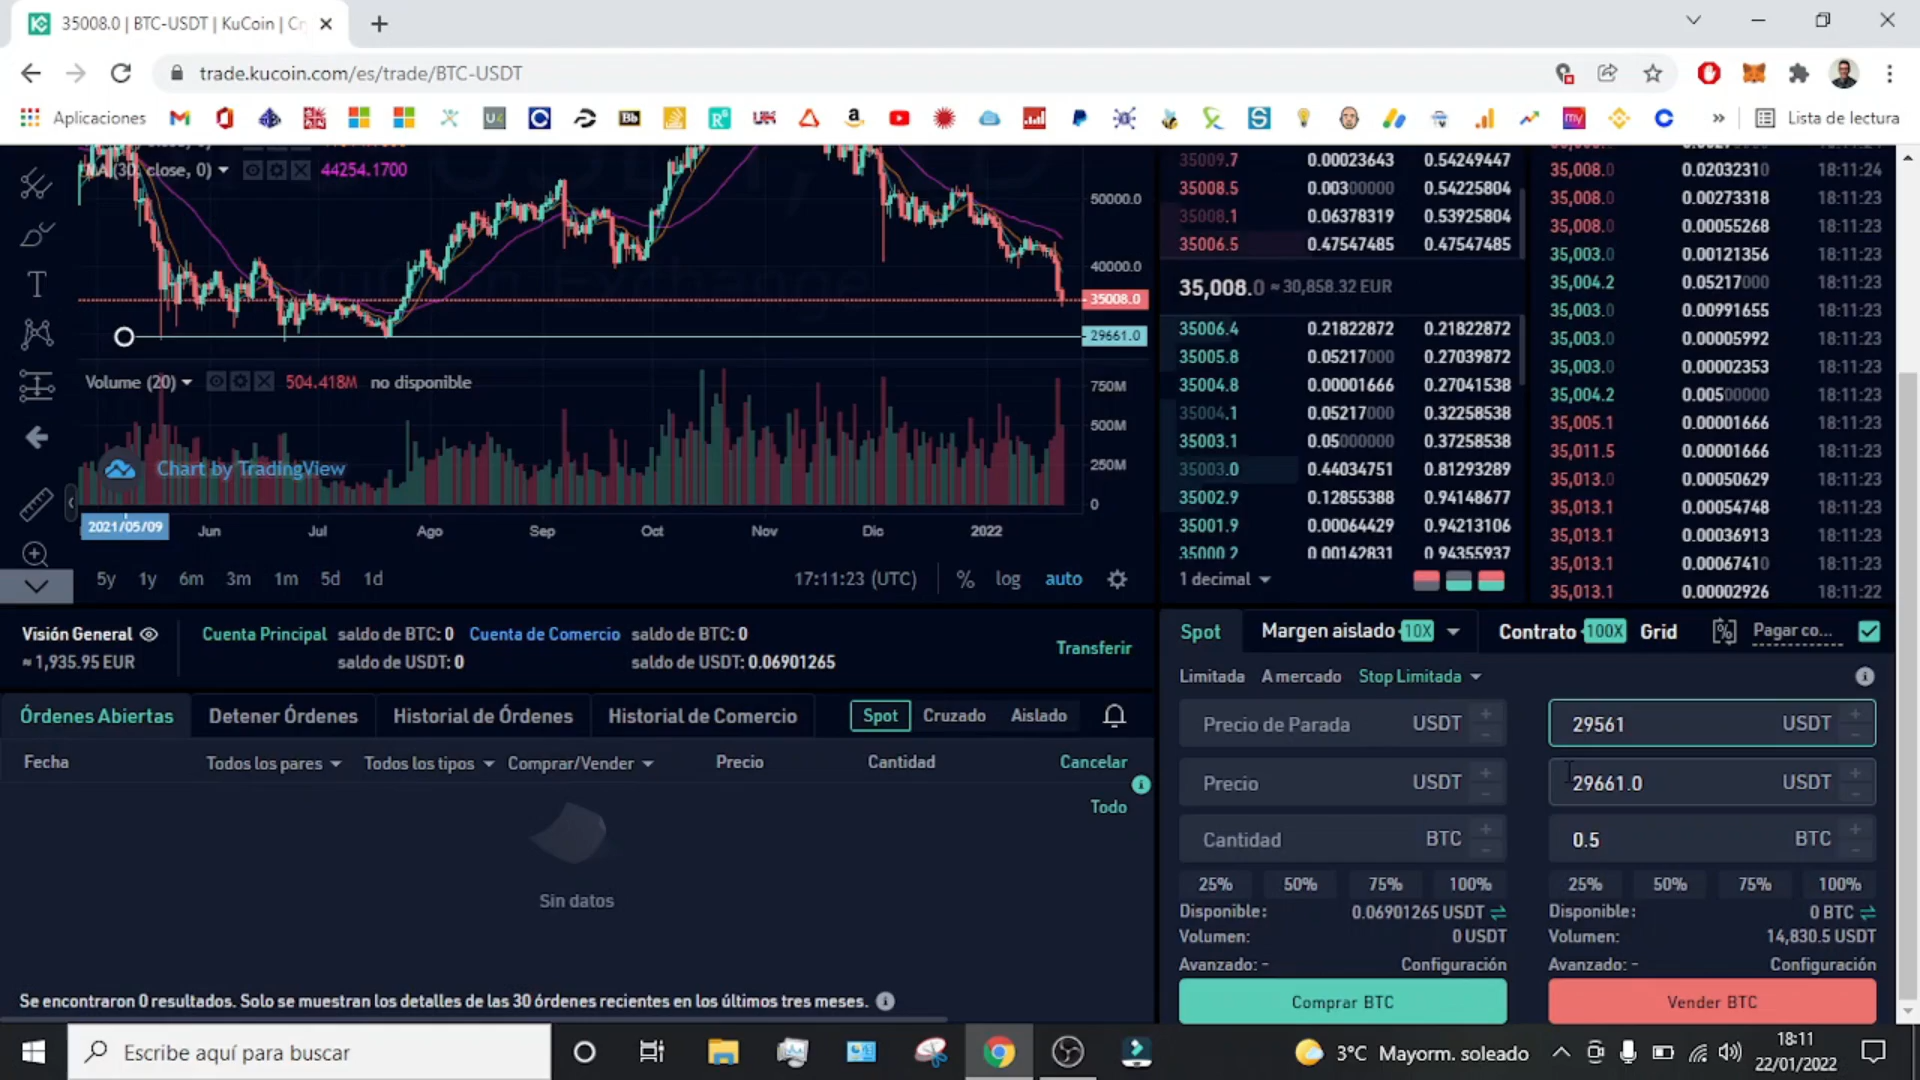 35008.0 | BTC-USDT | KuCoin | Cr
trade.kucoin.com/es/trade/BTC-USDT
Aplicaciones
Lista de lectura
MA (30, close, 0) 44254.1700
50000.0
40000.0
35008.0
29661.0
Volume (20) 504.418M no disponible
750M
500M
250M
0
Chart by TradingView
2021/05/09 Jun Jul Ago Sep Oct Nov Dic 2022
5y 1y 6m 3m 1m 5d 1d 17:11:23 (UTC) % log auto
35009.7 0.00023643 0.54249447
35008.5 0.00300000 0.54225804
35008.1 0.06378319 0.53925804
35006.5 0.47547485 0.47547485
35,008.0 ≈ 30,858.32 EUR
35006.4 0.21822872 0.21822872
35005.8 0.05217000 0.27039872
35004.8 0.00001666 0.27041538
35004.1 0.05217000 0.32258538
35003.1 0.05000000 0.37258538
35003.0 0.44034751 0.81293289
35002.9 0.12855388 0.94148677
35001.9 0.00064429 0.94213106
35000.2 0.00142831 0.94355937
1 decimal
35,008.0 0.02032310 18:11:24
35,008.0 0.00273318 18:11:23
35,008.0 0.00055268 18:11:23
35,003.0 0.00121356 18:11:23
35,004.2 0.05217000 18:11:23
35,003.0 0.00991655 18:11:23
35,003.0 0.00005992 18:11:23
35,003.0 0.00002353 18:11:23
35,004.2 0.00500000 18:11:23
35,005.1 0.00001666 18:11:23
35,011.5 0.00001666 18:11:23
35,013.0 0.00050629 18:11:23
35,013.1 0.00054748 18:11:23
35,013.1 0.00036913 18:11:23
35,013.1 0.00067410 18:11:23
35,013.1 0.00002926 18:11:22
Visión General
≈ 1,935.95 EUR
Cuenta Principal saldo de BTC: 0
saldo de USDT: 0
Cuenta de Comercio saldo de BTC: 0
saldo de USDT: 0.06901265
Transferir
Órdenes Abiertas Detener Órdenes Historial de Órdenes Historial de Comercio Spot Cruzado Aislado
Fecha Todos los pares Todos los tipos Comprar/Vender Precio Cantidad Cancelar
Todo
Sin datos
Se encontraron 0 resultados. Solo se muestran los detalles de las 30 órdenes recientes en los últimos tres meses.
Spot Margen aislado 10X Contrato 100X Grid Pagar co...
Limitada A mercado Stop Limitada
Precio de Parada USDT
Precio USDT
Cantidad BTC
25% 50% 75% 100%
Disponible: 0.06901265 USDT
Volumen: 0 USDT
Avanzado: - Configuración
Comprar BTC
29561 USDT
29661.0 USDT
0.5 BTC
25% 50% 75% 100%
Disponible: 0 BTC
Volumen: 14,830.5 USDT
Avanzado: - Configuración
Vender BTC
Escribe aquí para buscar
3°C Mayorm. soleado
18:11
22/01/2022